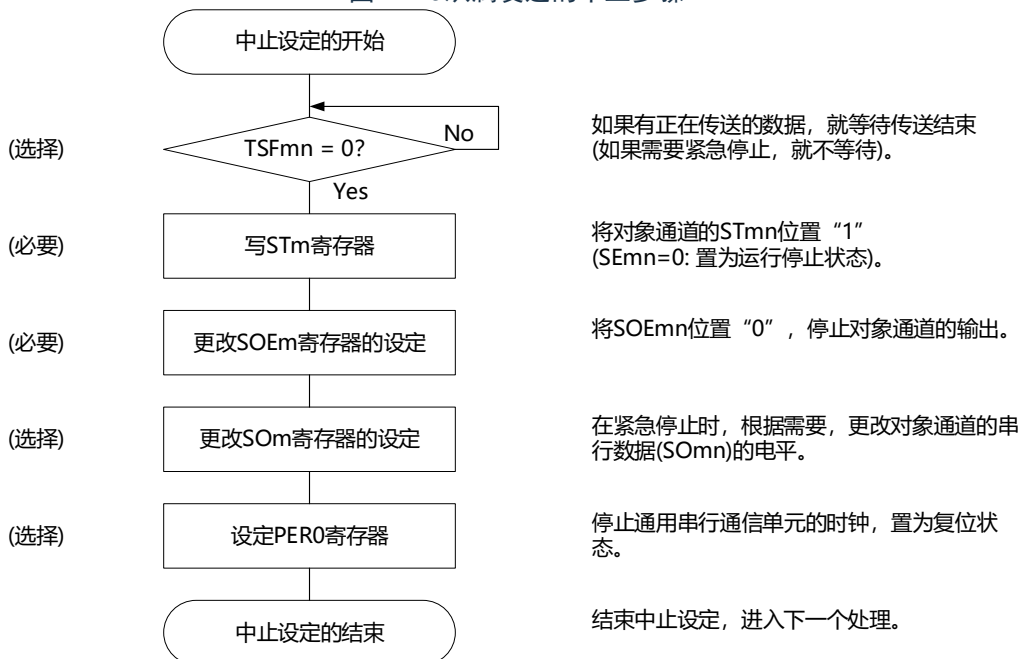 中止设定的开始
(选择)
TSFmn = 0?
No
Yes
如果有正在传送的数据，就等待传送结束
(如果需要紧急停止，就不等待)。
(必要)
写STm寄存器
将对象通道的STmn位置“1”
(SEmn=0: 置为运行停止状态)。
(必要)
更改SOEm寄存器的设定
将SOEmn位置“0”，停止对象通道的输出。
(选择)
更改SOm寄存器的设定
在紧急停止时，根据需要，更改对象通道的串
行数据(SOmn)的电平。
(选择)
设定PER0寄存器
停止通用串行通信单元的时钟，置为复位状
态。
中止设定的结束
结束中止设定，进入下一个处理。